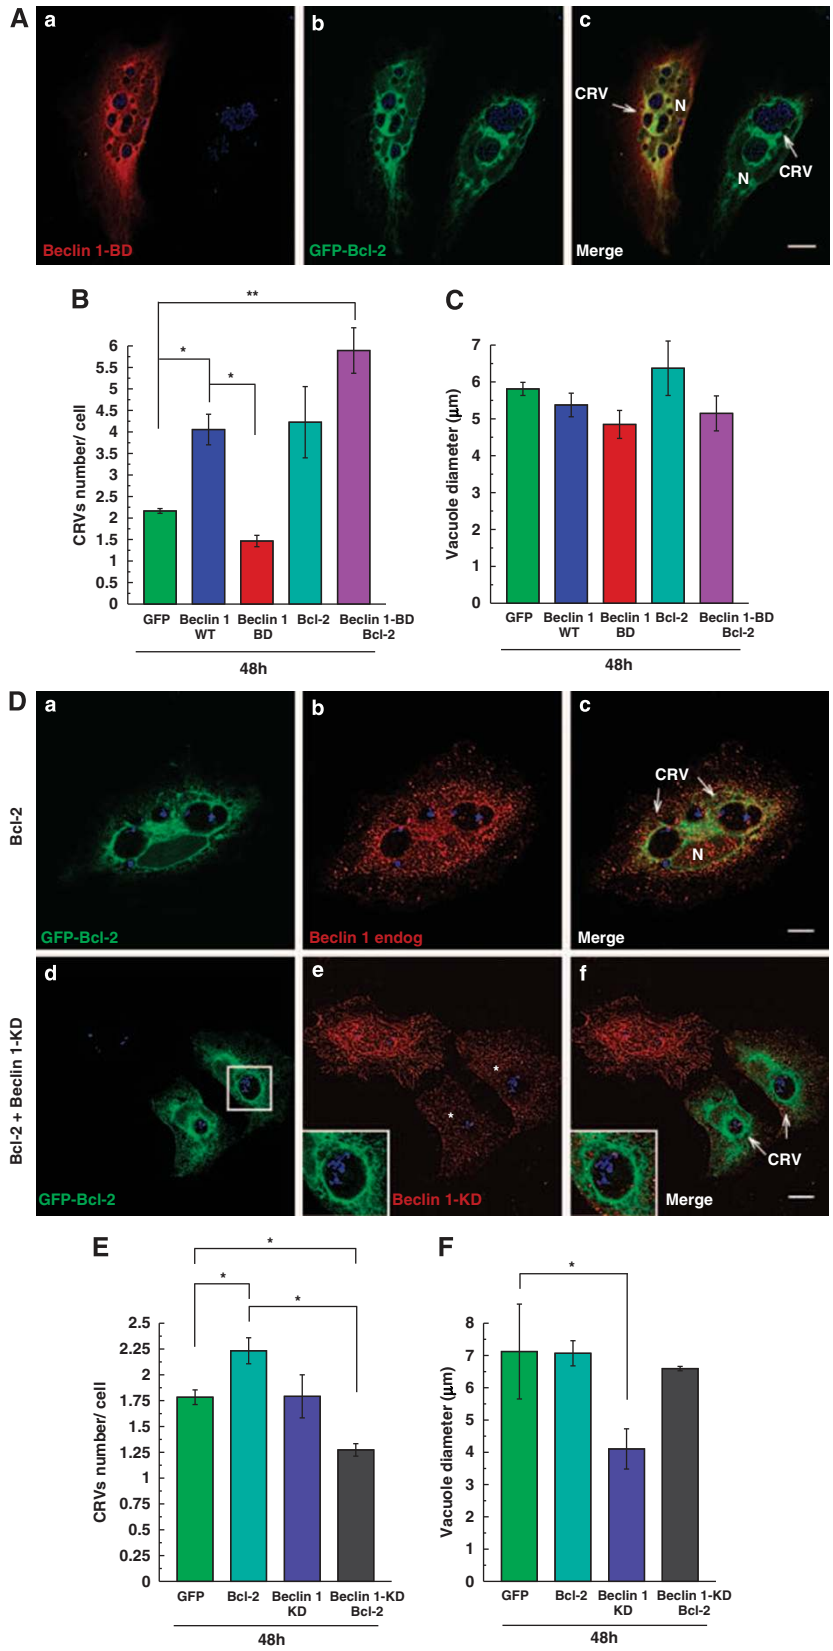 A
a
b
c
CRV
N
N
CRV
Beclin 1-BD
GFP-Bcl-2
Merge
B
C
**
*
*
6
5.5
5
4.5
4
3.5
3
2.5
2
1.5
1
0.5
0
CRVs number/ cell
GFP
Beclin 1
WT
Beclin 1
BD
Bcl-2
Beclin 1-BD
Bcl-2
48h
7
6
5
4
3
2
1
0
Vacuole diameter (µm)
GFP
Beclin 1
WT
Beclin 1
BD
Bcl-2
Beclin 1-BD
Bcl-2
48h
D
Bcl-2
a
b
c
CRV
N
GFP-Bcl-2
Beclin 1 endog
Merge
Bcl-2 + Beclin 1-KD
d
e
f
*
*
CRV
GFP-Bcl-2
Beclin 1-KD
Merge
E
F
*
*
*
2.5
2.25
2
1.75
1.5
1.25
1
0.75
0.5
0.25
0
CRVs number/ cell
GFP
Bcl-2
Beclin 1
KD
Beclin 1-KD
Bcl-2
48h
*
8
7
6
5
4
3
2
1
0
Vacuole diameter (µm)
GFP
Bcl-2
Beclin 1
KD
Beclin 1-KD
Bcl-2
48h